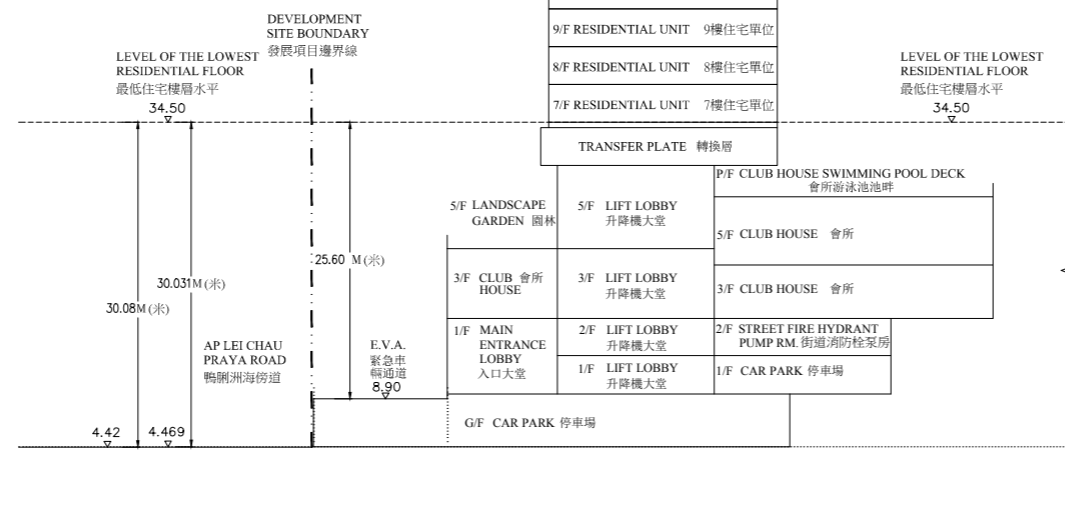 DEVELOPMENT
SITE BOUNDARY
發展項目邊界線
LEVEL OF THE LOWEST
RESIDENTIAL FLOOR
最低住宅樓層水平
34.50
9/F RESIDENTIAL UNIT 9樓住宅單位
8/F RESIDENTIAL UNIT 8樓住宅單位
7/F RESIDENTIAL UNIT 7樓住宅單位
LEVEL OF THE LOWEST
RESIDENTIAL FLOOR
最低住宅樓層水平
34.50
TRANSFER PLATE 轉換層
P/F CLUB HOUSE SWIMMING POOL DECK
會所游泳池池畔
5/F LANDSCAPE
GARDEN 園林
5/F LIFT LOBBY
升降機大堂
5/F CLUB HOUSE 會所
25.60 M(米)
30.031M(米)
30.08M(米)
3/F CLUB 會所
HOUSE
3/F LIFT LOBBY
升降機大堂
3/F CLUB HOUSE 會所
1/F MAIN
ENTRANCE
LOBBY
入口大堂
2/F LIFT LOBBY
升降機大堂
2/F STREET FIRE HYDRANT
PUMP RM. 街道消防栓泵房
1/F LIFT LOBBY
升降機大堂
1/F CAR PARK 停車場
AP LEI CHAU
PRAYA ROAD
鴨脷洲海傍道
E.V.A.
緊急車
輛通道
8.90
G/F CAR PARK 停車場
4.42
4.469